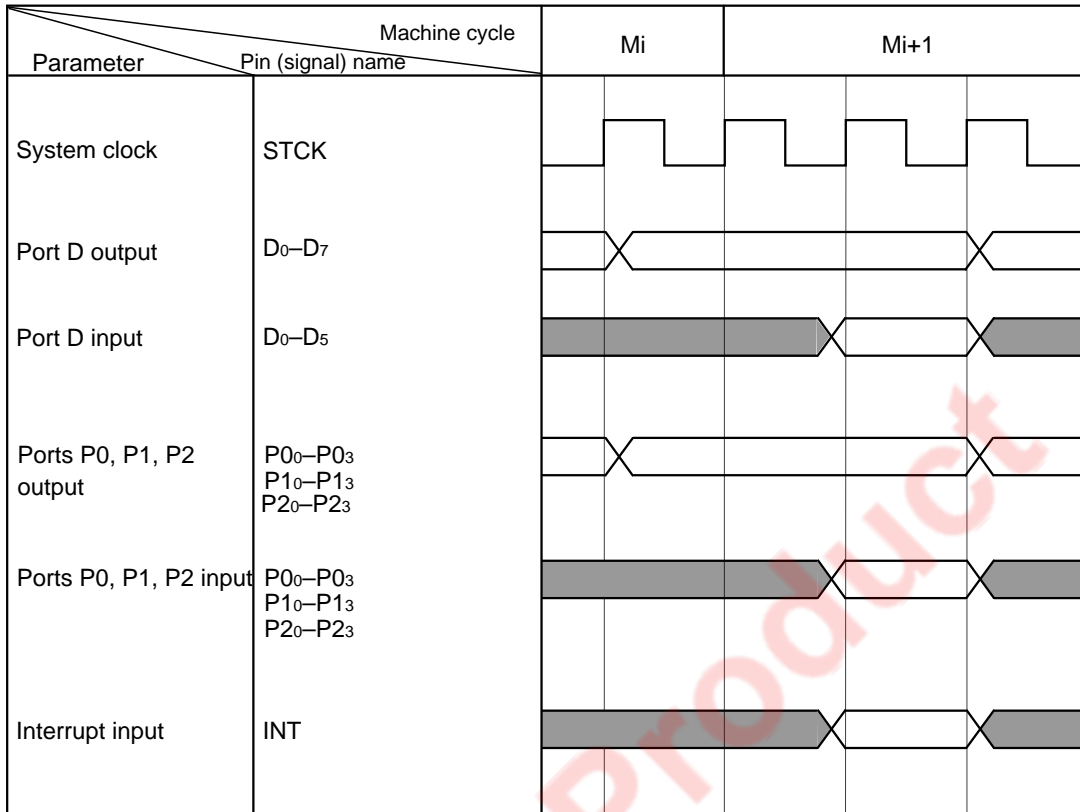 Machine cycle
Parameter
Pin (signal) name
Mi
Mi+1
System clock
STCK
Port D output
D0–D7
Port D input
D0–D5
Ports P0, P1, P2
output
P00–P03
P10–P13
P20–P23
Ports P0, P1, P2 input
P00–P03
P10–P13
P20–P23
Interrupt input
INT
Product